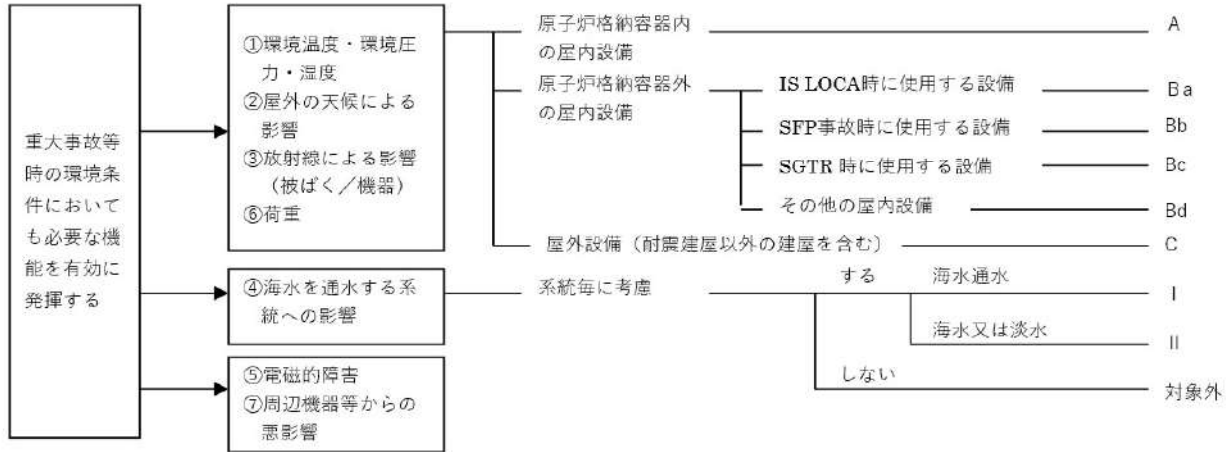 重大事故等
時の環境条
件において
も必要な機
能を有効に
発揮する
①環境温度・環境圧
力・湿度
②屋外の天候による
影響
③放射線による影響
（被ばく／機器）
⑥荷重
④海水を通水する系
統への影響
⑤電磁的障害
⑦周辺機器等からの
悪影響
原子炉格納容器内
の屋内設備
A
原子炉格納容器外
の屋内設備
IS LOCA時に使用する設備
Ba
SFP事故時に使用する設備
Bb
SGTR 時に使用する設備
Bc
その他の屋内設備
Bd
屋外設備（耐震建屋以外の建屋を含む）
C
系統毎に考慮
する
海水通水
I
海水又は淡水
II
しない
対象外